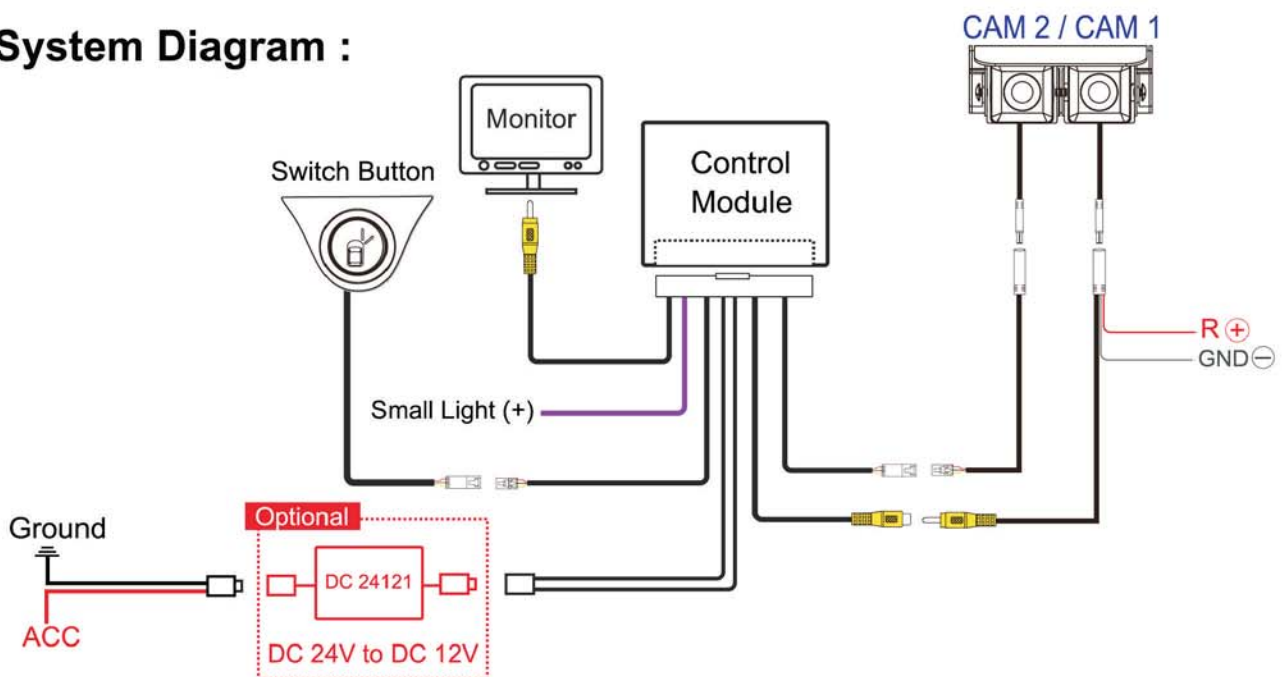 System Diagram :
CAM 2 / CAM 1
Monitor
Control
Module
Switch Button
R ⊕
GND ⊖
Small Light (+)
Ground
Optional
DC 24121
ACC
DC 24V to DC 12V